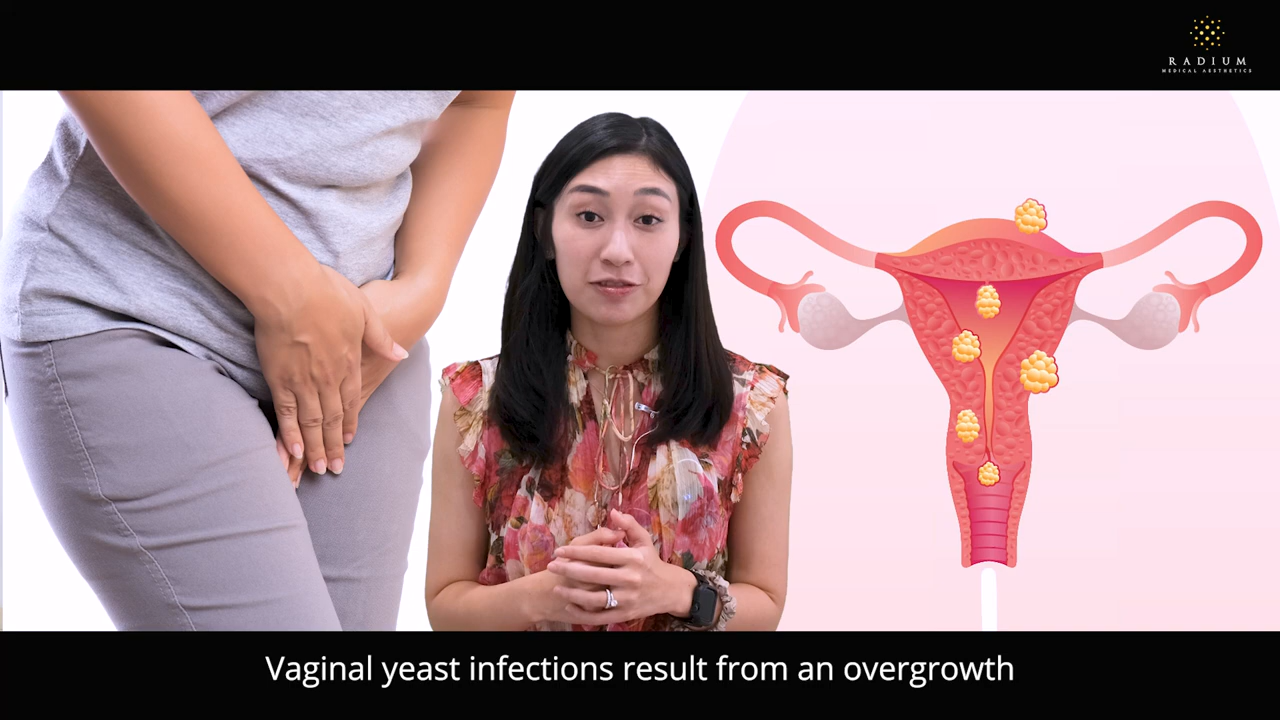 RADIUM
MEDICAL AESTHETICS
Vaginal yeast infections result from an overgrowth